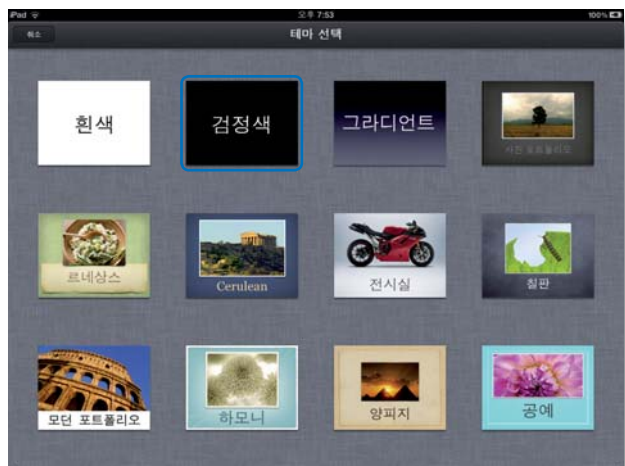 iPad
오후 7:53
100%
취소
테마 선택
흰색
검정색
그라디언트
사진 포트폴리오
르네상스
Cerulean
전시실
칠판
모던 포트폴리오
하모니
양피지
공예